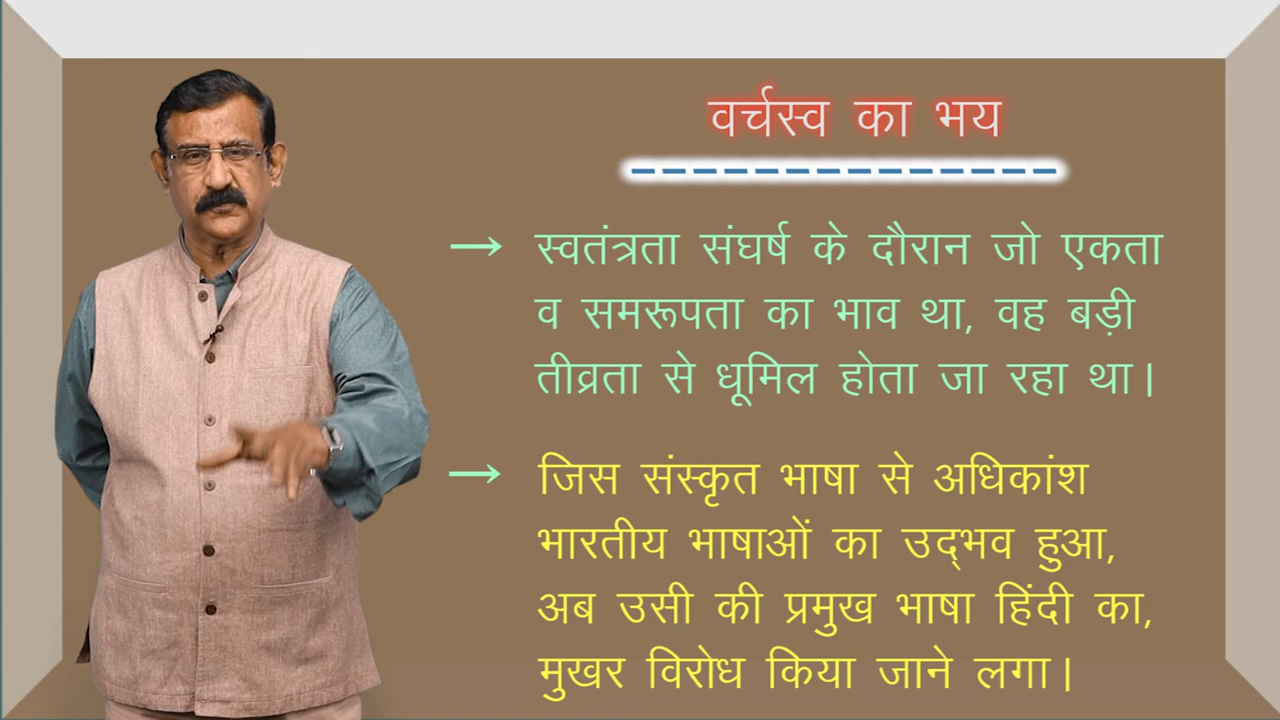 वर्चस्व का भय
→ स्वतंत्रता संघर्ष के दौरान जो एकता
व समरूपता का भाव था, वह बड़ी
तीव्रता से धूमिल होता जा रहा था।
→ जिस संस्कृत भाषा से अधिकांश
भारतीय भाषाओं का उद्‌भव हुआ,
अब उसी की प्रमुख भाषा हिंदी का,
मुखर विरोध किया जाने लगा।